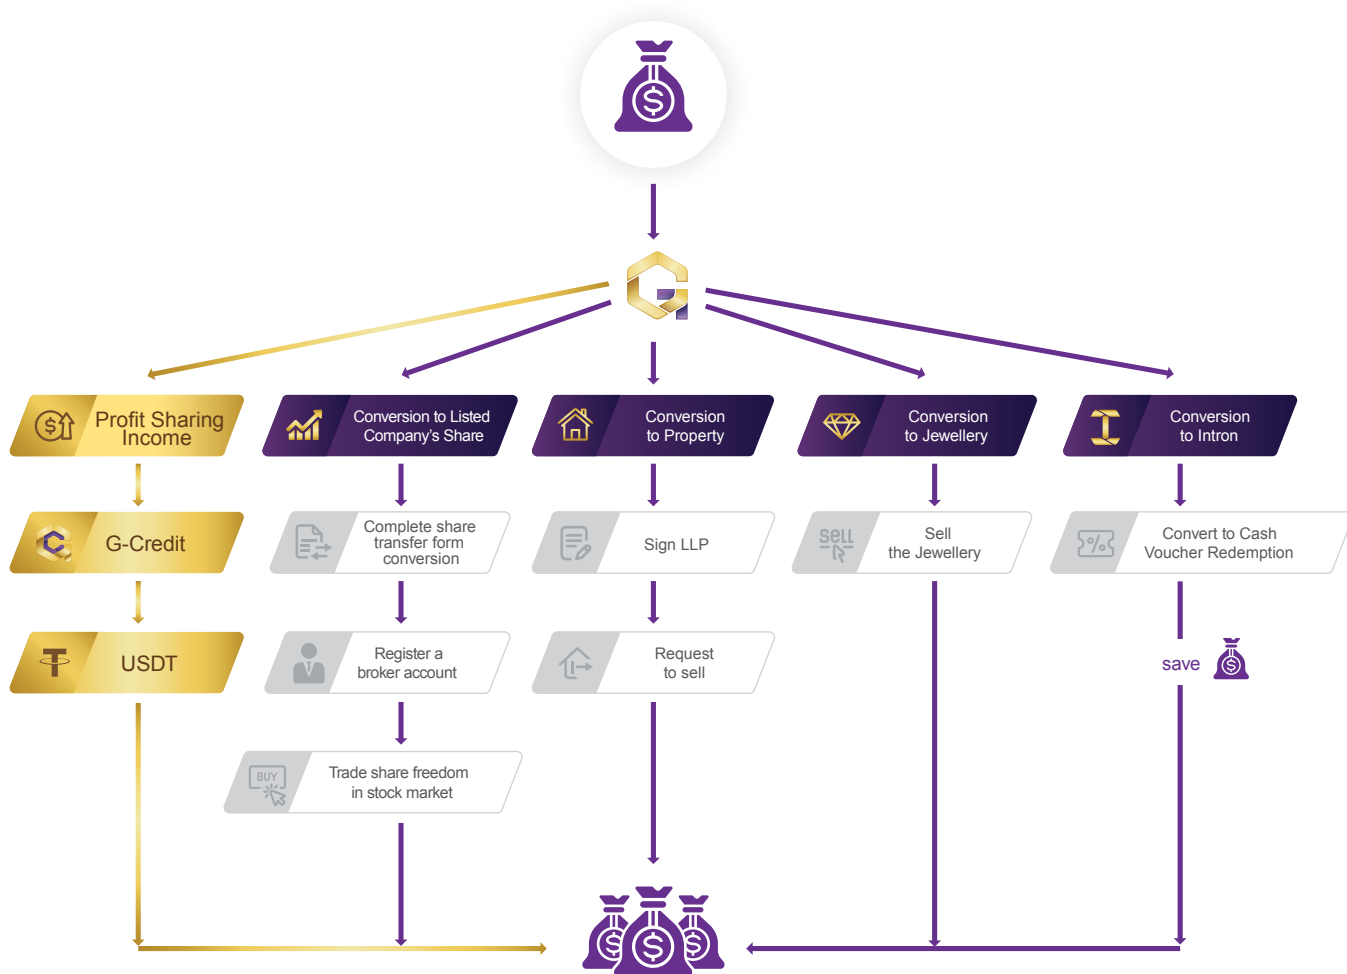 $
Profit Sharing
Income
$
Conversion to Listed
Company's Share
Conversion
to Property
Conversion
to Jewellery
Conversion
to Intron
G-Credit
Complete share
transfer form
conversion
Sign LLP
sell
Sell
the Jewellery
%
Convert to Cash
Voucher Redemption
USDT
Register a
broker account
Request
to sell
save
$
BUY
Trade share freedom
in stock market
$
$
$